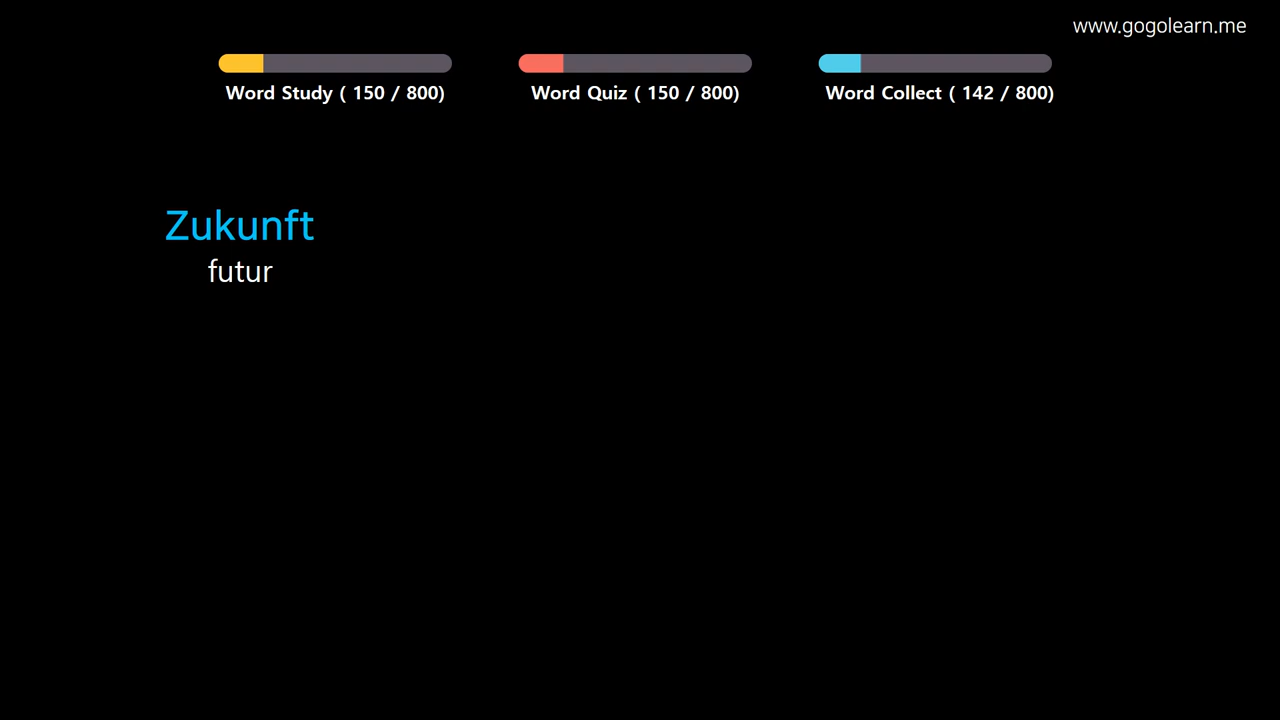 www.gogolearn.me
Word Study ( 150 / 800)
Word Quiz ( 150 / 800)
Word Collect ( 142 / 800)
Zukunft
futur